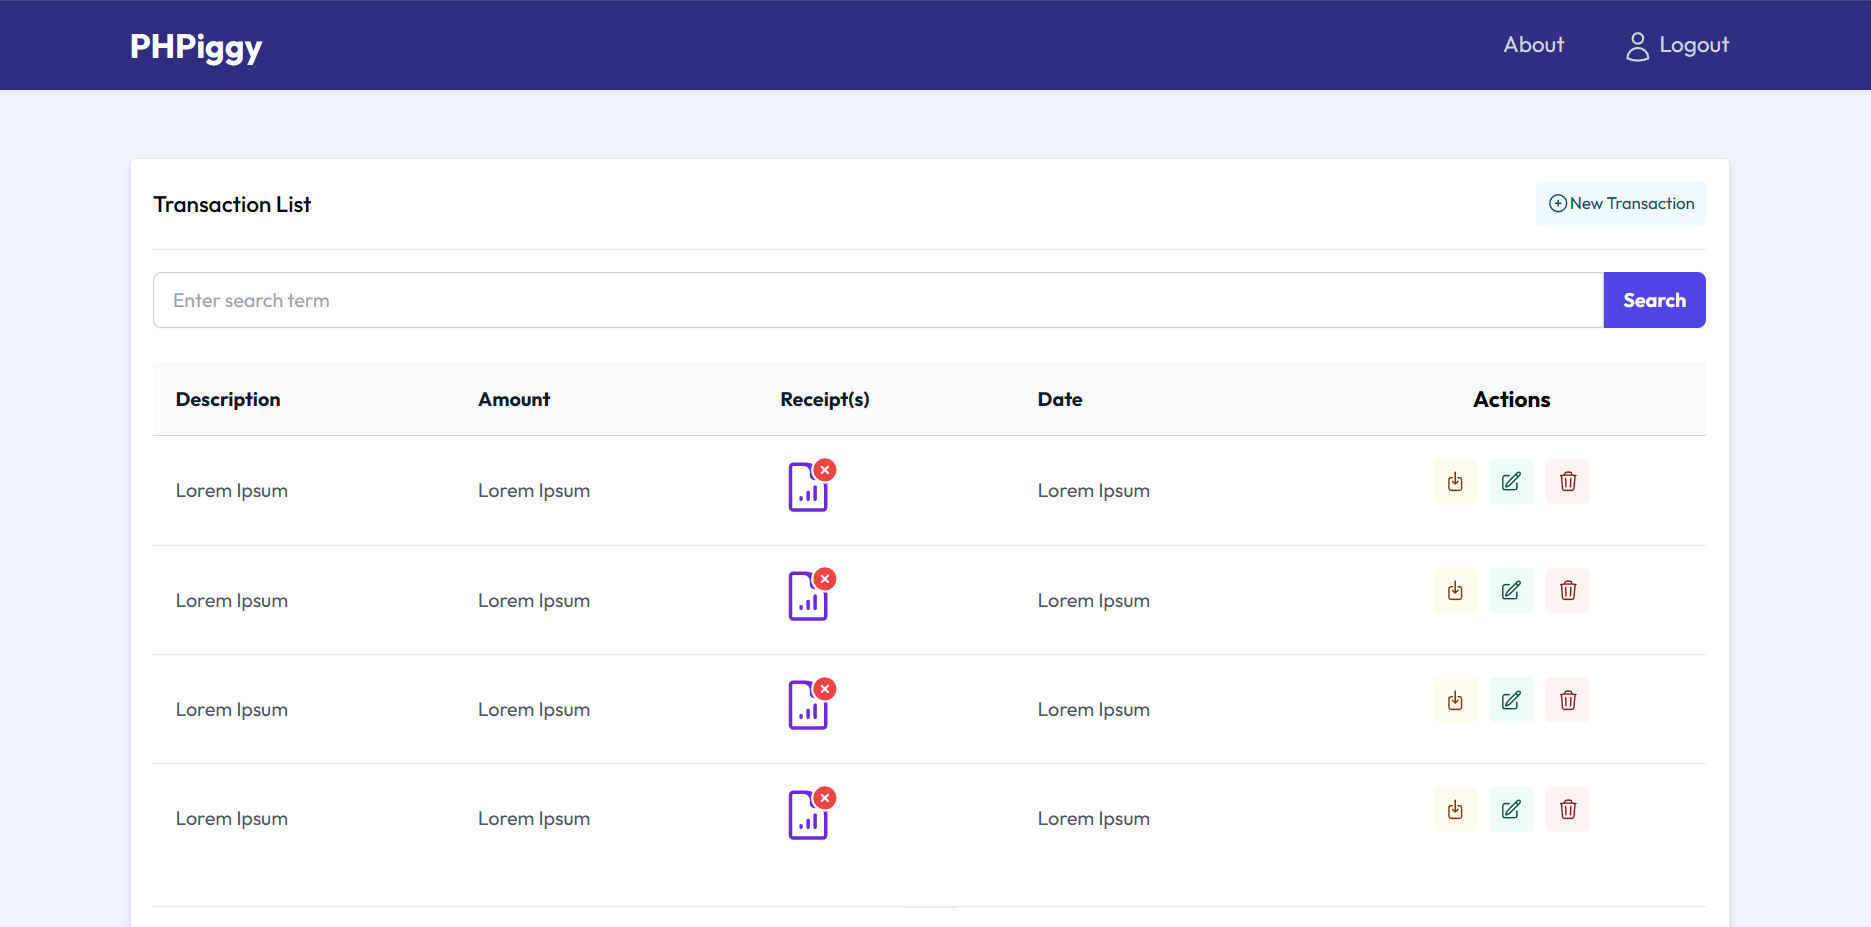 PHPiggy
About
Logout
Transaction List
New Transaction
Enter search term
Search
Description Amount Receipt(s) Date Actions
Lorem Ipsum Lorem Ipsum Lorem Ipsum
Lorem Ipsum Lorem Ipsum Lorem Ipsum
Lorem Ipsum Lorem Ipsum Lorem Ipsum
Lorem Ipsum Lorem Ipsum Lorem Ipsum